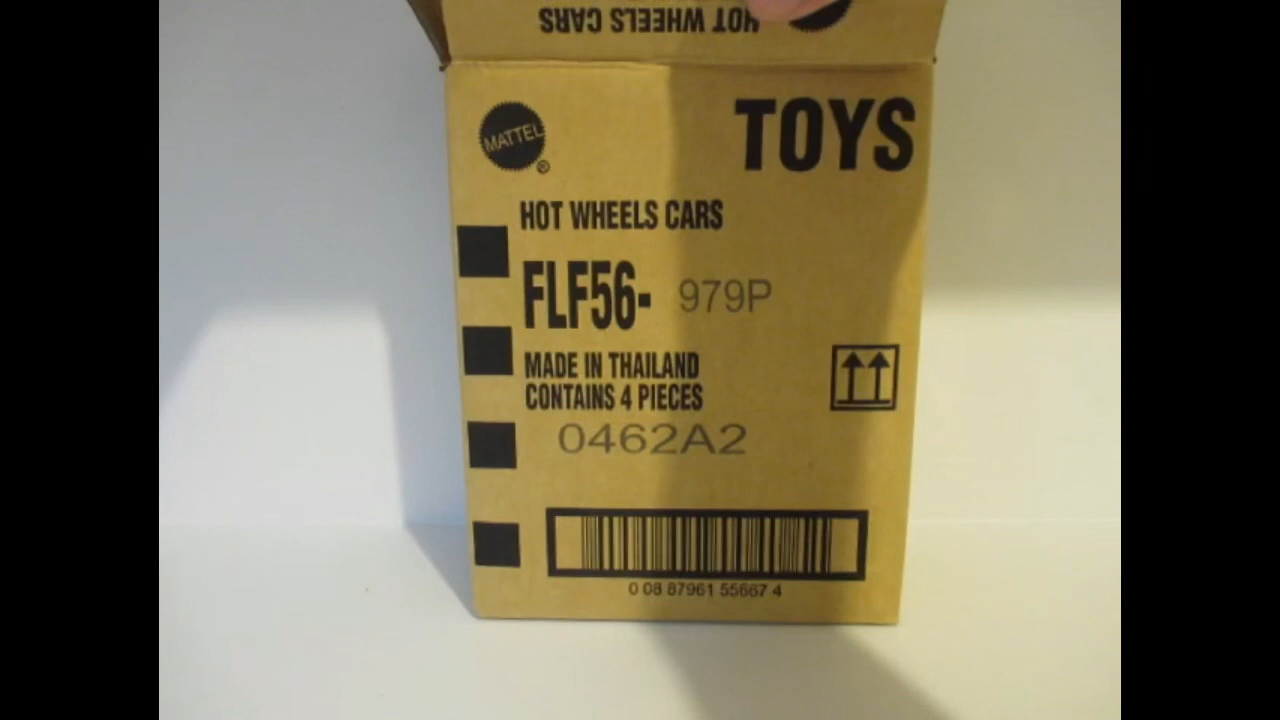 HOT WHEELS CARS
MATTEL
®
TOYS
HOT WHEELS CARS
FLF56- 979P
MADE IN THAILAND
CONTAINS 4 PIECES
0462A2
0 08 87961 55667 4